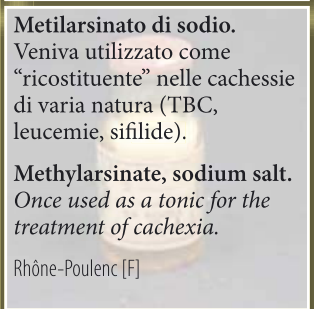 Metilarsinato di sodio.
Veniva utilizzato come
“ricostituente” nelle cachessie
di varia natura (TBC,
leucemie, sifilide).
Methylarsinate, sodium salt.
Once used as a tonic for the
treatment of cachexia.
Rhône-Poulenc [F]